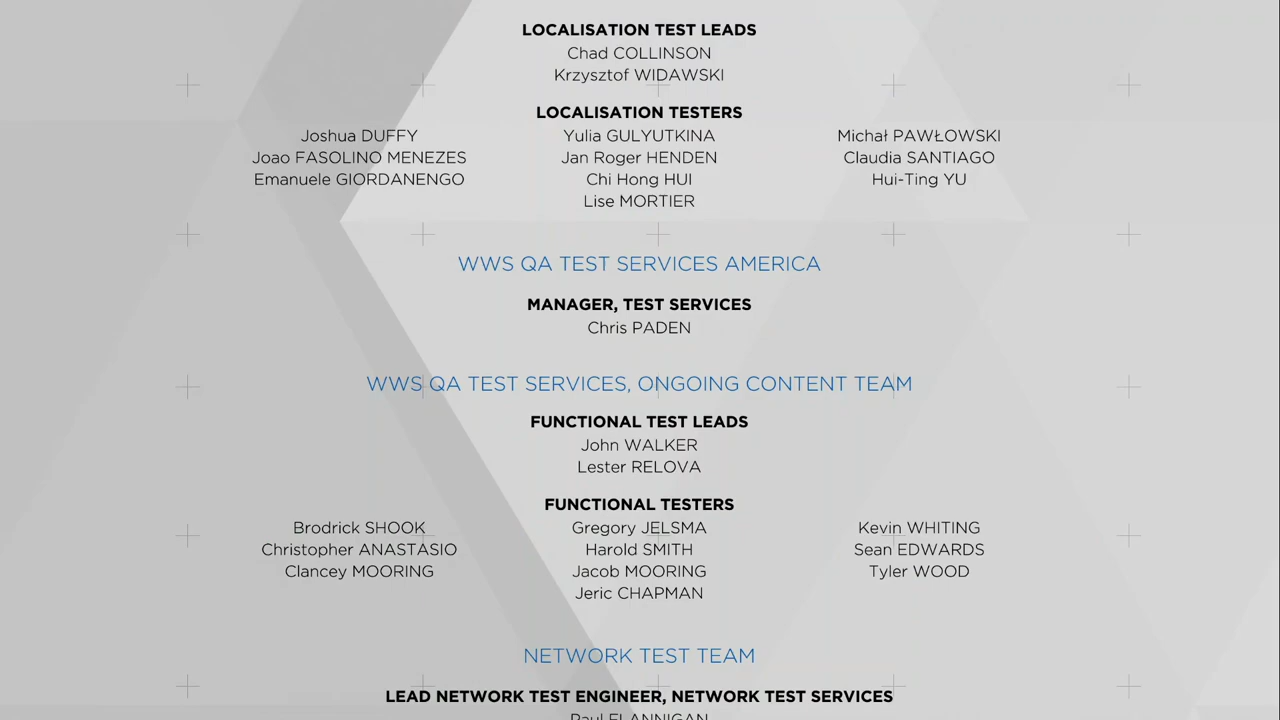 LOCALISATION TEST LEADS
Chad COLLINSON
Krzysztof WIDAWSKI
LOCALISATION TESTERS
Joshua DUFFY
Joao FASOLINO MENEZES
Emanuele GIORDANENGO
Yulia GULYUTKINA
Jan Roger HENDEN
Chi Hong HUI
Lise MORTIER
Michał PAWŁOWSKI
Claudia SANTIAGO
Hui-Ting YU
WWS QA TEST SERVICES AMERICA
MANAGER, TEST SERVICES
Chris PADEN
WWS QA TEST SERVICES, ONGOING CONTENT TEAM
FUNCTIONAL TEST LEADS
John WALKER
Lester RELOVA
FUNCTIONAL TESTERS
Brodrick SHOOK
Christopher ANASTASIO
Clancey MOORING
Gregory JELSMA
Harold SMITH
Jacob MOORING
Jeric CHAPMAN
Kevin WHITING
Sean EDWARDS
Tyler WOOD
NETWORK TEST TEAM
LEAD NETWORK TEST ENGINEER, NETWORK TEST SERVICES
Paul FLANNIGAN